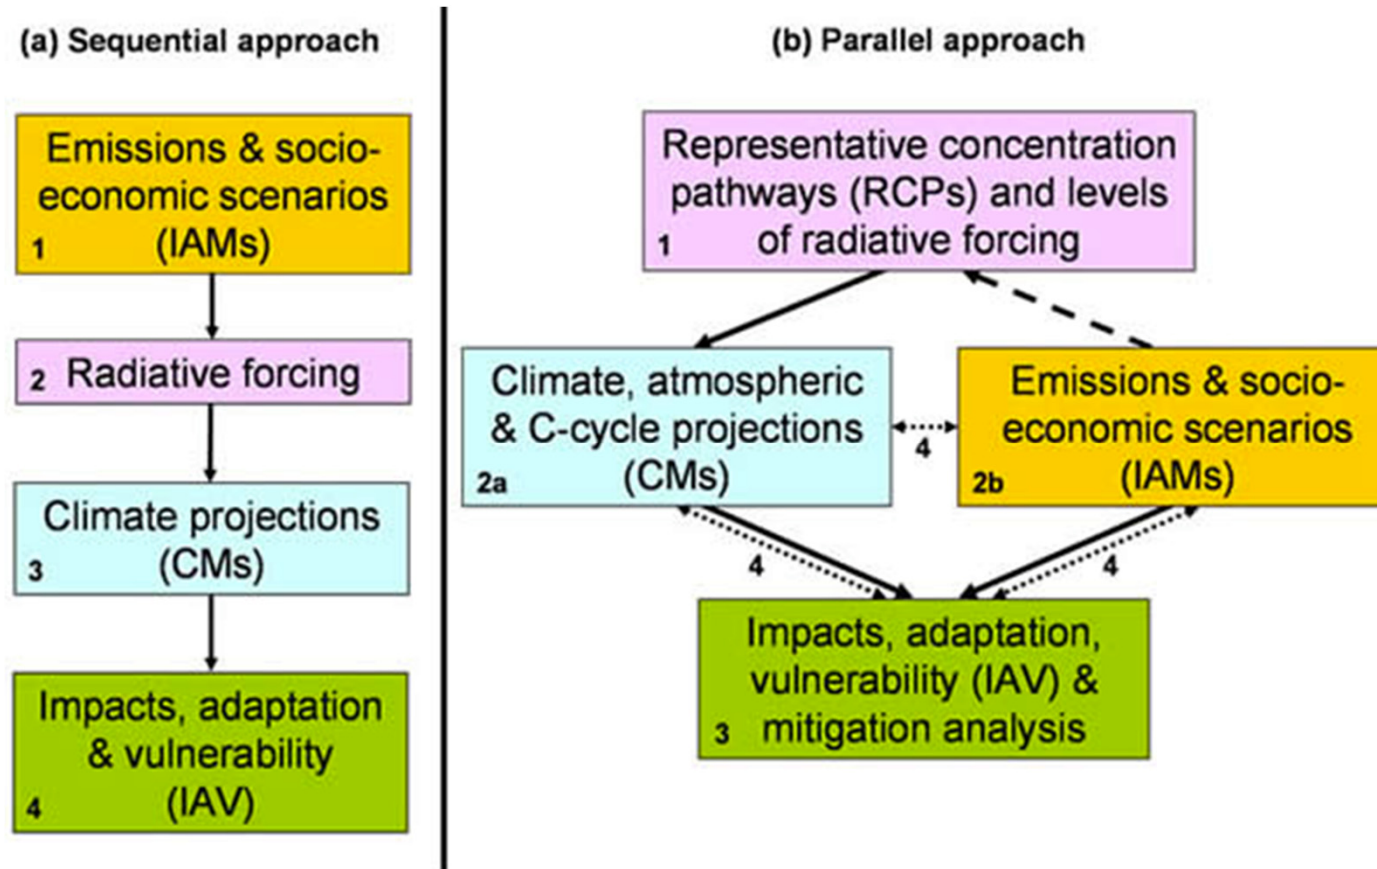 (a) Sequential approach
Emissions & socio-
economic scenarios
1 (IAMs)
2 Radiative forcing
Climate projections
3 (CMs)
Impacts, adaptation
& vulnerability
4 (IAV)
(b) Parallel approach
Representative concentration
pathways (RCPs) and levels
1 of radiative forcing
Climate, atmospheric
& C-cycle projections
2a (CMs)
4
Emissions & socio-
economic scenarios
2b (IAMs)
4
4
Impacts, adaptation,
vulnerability (IAV) &
3 mitigation analysis